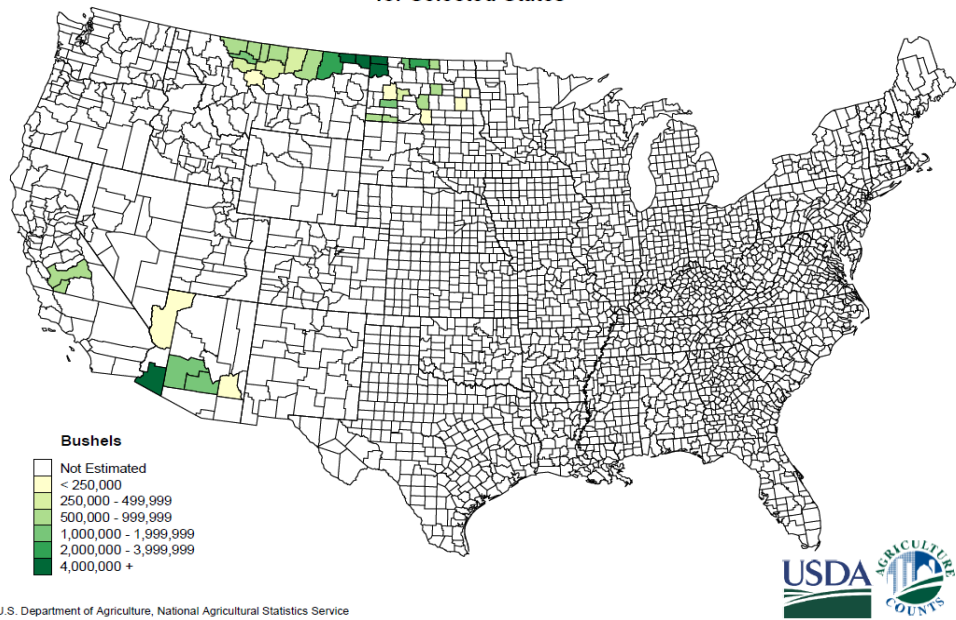 Bushels
Not Estimated
< 250,000
250,000 - 499,999
500,000 - 999,999
1,000,000 - 1,999,999
2,000,000 - 3,999,999
4,000,000 +
USDA
AGRICULTURE
COUNTS
U.S. Department of Agriculture, National Agricultural Statistics Service